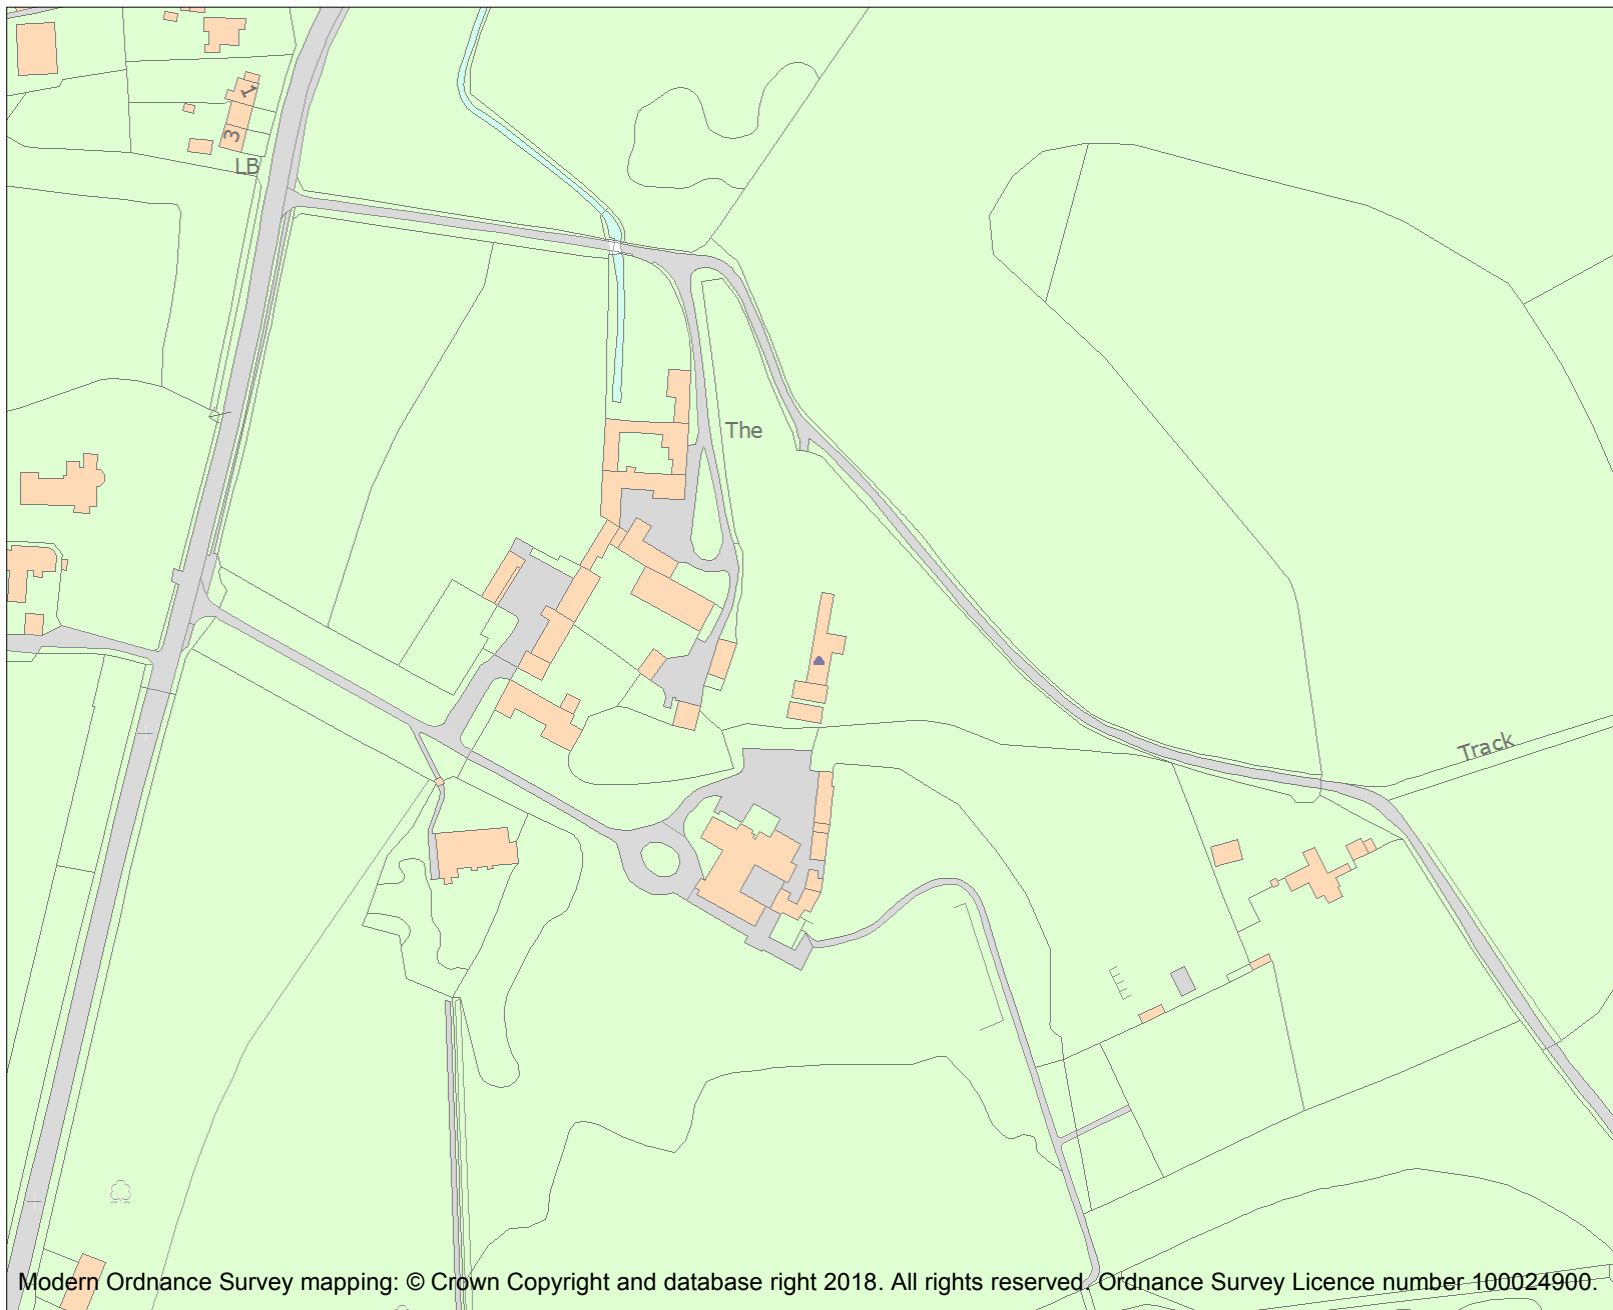 1
3
LB
The
Track
Modern Ordnance Survey mapping: © Crown Copyright and database right 2018. All rights reserved. Ordnance Survey Licence number 100024900.